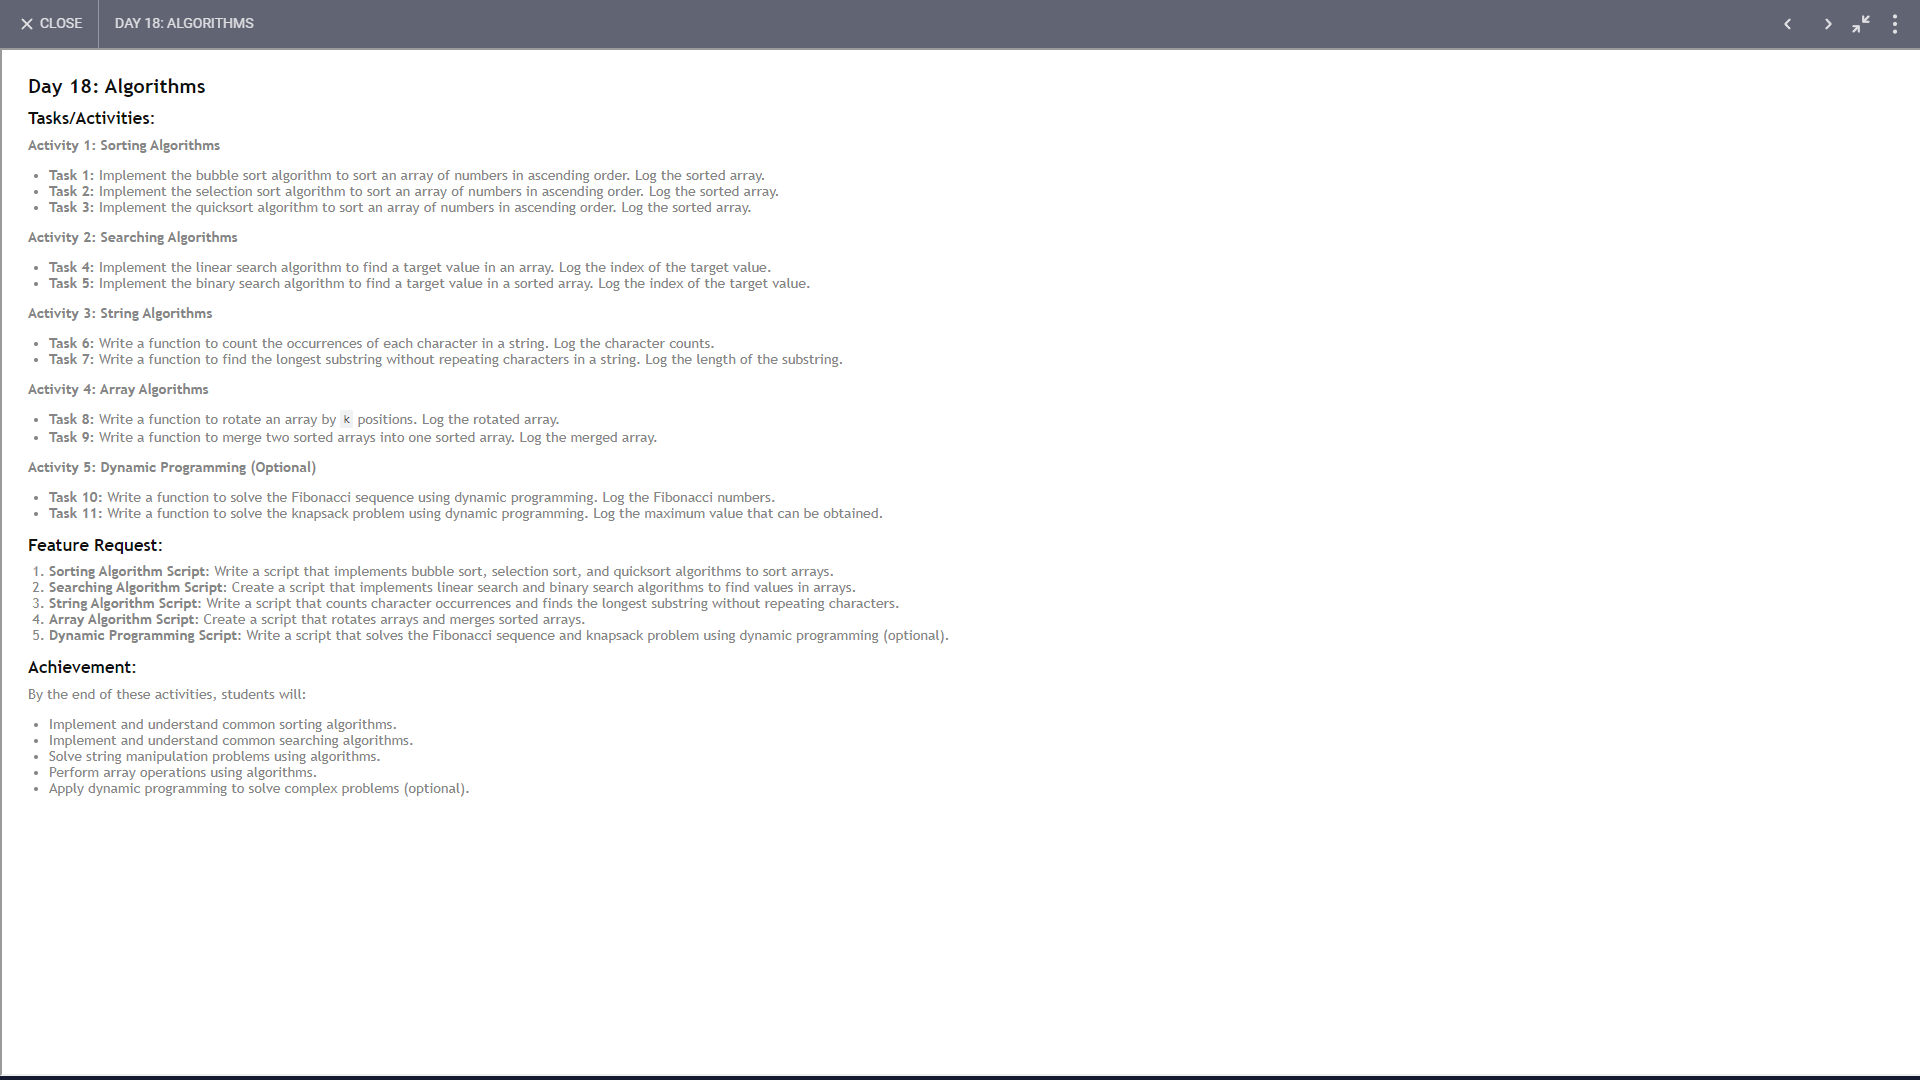 CLOSE
DAY 18: ALGORITHMS
Day 18: Algorithms
Tasks/Activities:
Activity 1: Sorting Algorithms
• Task 1: Implement the bubble sort algorithm to sort an array of numbers in ascending order. Log the sorted array.
• Task 2: Implement the selection sort algorithm to sort an array of numbers in ascending order. Log the sorted array.
• Task 3: Implement the quicksort algorithm to sort an array of numbers in ascending order. Log the sorted array.
Activity 2: Searching Algorithms
• Task 4: Implement the linear search algorithm to find a target value in an array. Log the index of the target value.
• Task 5: Implement the binary search algorithm to find a target value in a sorted array. Log the index of the target value.
Activity 3: String Algorithms
• Task 6: Write a function to count the occurrences of each character in a string. Log the character counts.
• Task 7: Write a function to find the longest substring without repeating characters in a string. Log the length of the substring.
Activity 4: Array Algorithms
• Task 8: Write a function to rotate an array by k positions. Log the rotated array.
• Task 9: Write a function to merge two sorted arrays into one sorted array. Log the merged array.
Activity 5: Dynamic Programming (Optional)
• Task 10: Write a function to solve the Fibonacci sequence using dynamic programming. Log the Fibonacci numbers.
• Task 11: Write a function to solve the knapsack problem using dynamic programming. Log the maximum value that can be obtained.
Feature Request:
1. Sorting Algorithm Script: Write a script that implements bubble sort, selection sort, and quicksort algorithms to sort arrays.
2. Searching Algorithm Script: Create a script that implements linear search and binary search algorithms to find values in arrays.
3. String Algorithm Script: Write a script that counts character occurrences and finds the longest substring without repeating characters.
4. Array Algorithm Script: Create a script that rotates arrays and merges sorted arrays.
5. Dynamic Programming Script: Write a script that solves the Fibonacci sequence and knapsack problem using dynamic programming (optional).
Achievement:
By the end of these activities, students will:
• Implement and understand common sorting algorithms.
• Implement and understand common searching algorithms.
• Solve string manipulation problems using algorithms.
• Perform array operations using algorithms.
• Apply dynamic programming to solve complex problems (optional).